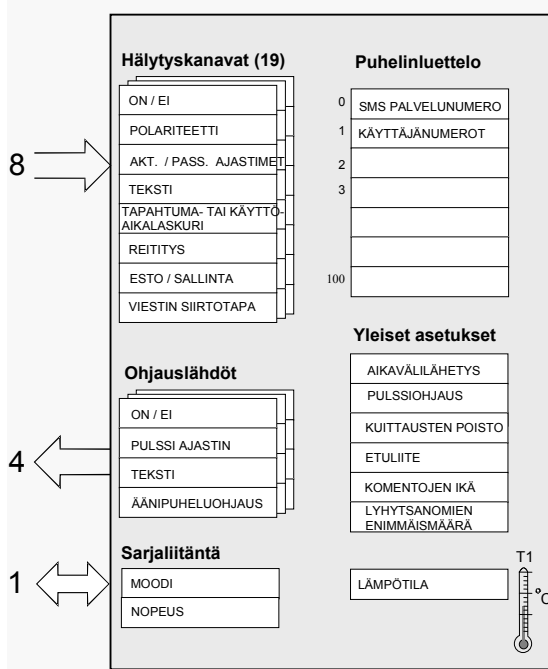 Hälytyskanavat (19)
ON / EI
POLARITEETTI
AKT. / PASS. AJASTIMET
TEKSTI
TAPAHTUMA- TAI KÄYTTÖ-
AIKALASKURI
REITITYS
ESTO / SALLINTA
VIESTIN SIIRTOTAPA
8
Puhelinluettelo
0 SMS PALVELUNUMERO
1 KÄYTTÄJÄNUMEROT
2
3
100
Ohjauslähdöt
ON / EI
PULSSI AJASTIN
TEKSTI
ÄÄNIPUHELUOHJAUS
4
Yleiset asetukset
AIKAVÄLILÄHETYS
PULSSIOHJAUS
KUITTAUSTEN POISTO
ETULIITE
KOMENTOJEN IKÄ
LYHYTSANOMIEN
ENIMMÄISMÄÄRÄ
Sarjaliitäntä
MOODI
NOPEUS
1
LÄMPÖTILA
T1
°C